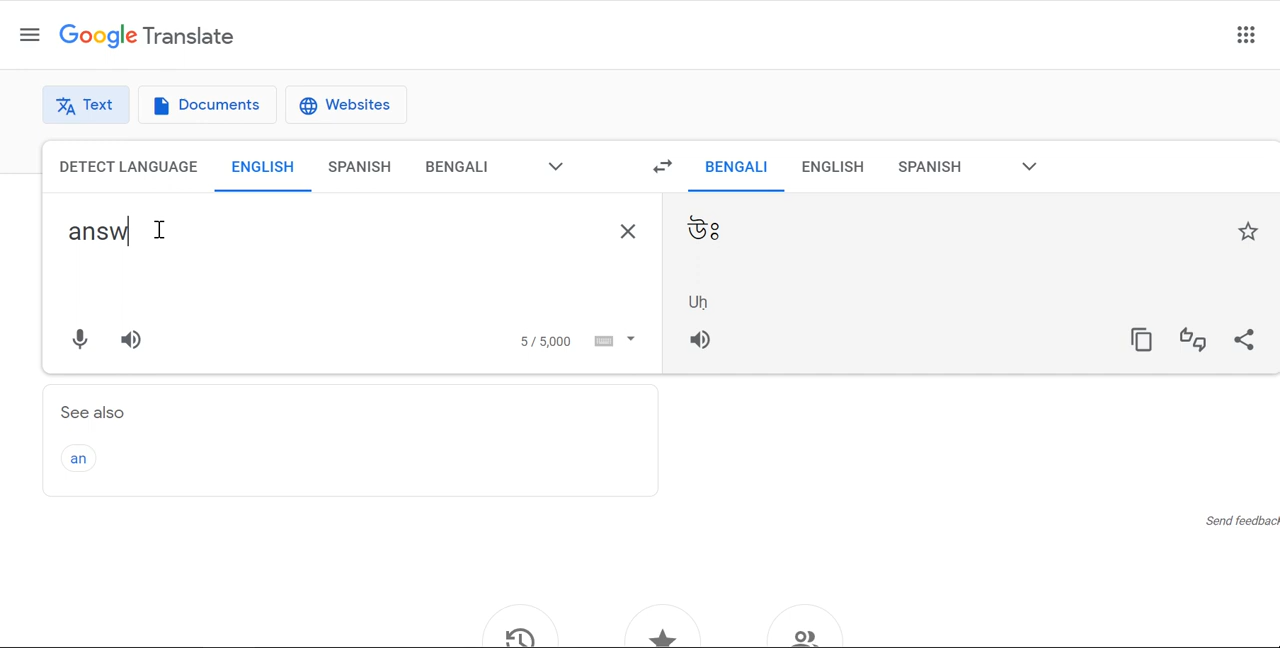 Google Translate
Text Documents Websites
DETECT LANGUAGE ENGLISH SPANISH BENGALI BENGALI ENGLISH SPANISH
answ উঃ
Uḥ
5 / 5,000
See also
an
Send feedback